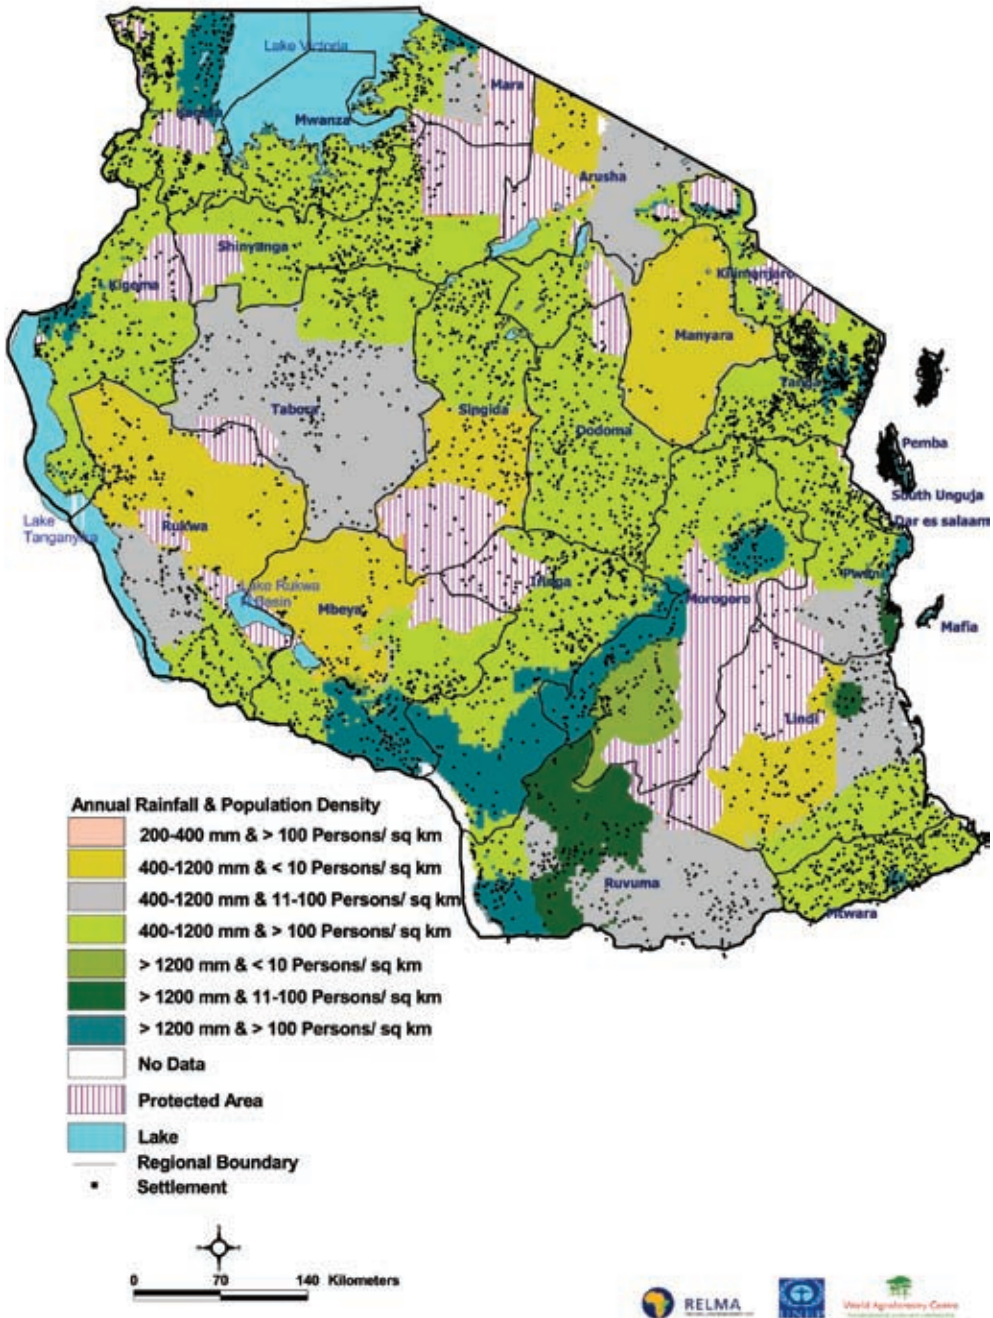 Lake Victoria
Mara
Kagera
Mwanza
Arusha
Shinyanga
Kilimanjaro
Kigoma
Manyara
Tanga
Tabora
Singida
Dodoma
Pemba
South Unguja
Dar es salaam
Lake
Tanganyika
Rukwa
Lake Rukwa
Basin
Mbeya
Iringa
Morogoro
Pwani
Mafia
Lindi
Ruvuma
Mtwara
Annual Rainfall & Population Density
200-400 mm & > 100 Persons/ sq km
400-1200 mm & < 10 Persons/ sq km
400-1200 mm & 11-100 Persons/ sq km
400-1200 mm & > 100 Persons/ sq km
> 1200 mm & < 10 Persons/ sq km
> 1200 mm & 11-100 Persons/ sq km
> 1200 mm & > 100 Persons/ sq km
No Data
Protected Area
Lake
Regional Boundary
Settlement
0 70 140 Kilometers
RELMA
UNEP
World Agroforestry Centre